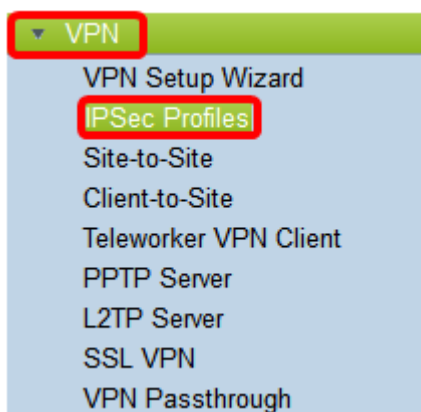 VPN
VPN Setup Wizard
IPSec Profiles
Site-to-Site
Client-to-Site
Teleworker VPN Client
PPTP Server
L2TP Server
SSL VPN
VPN Passthrough